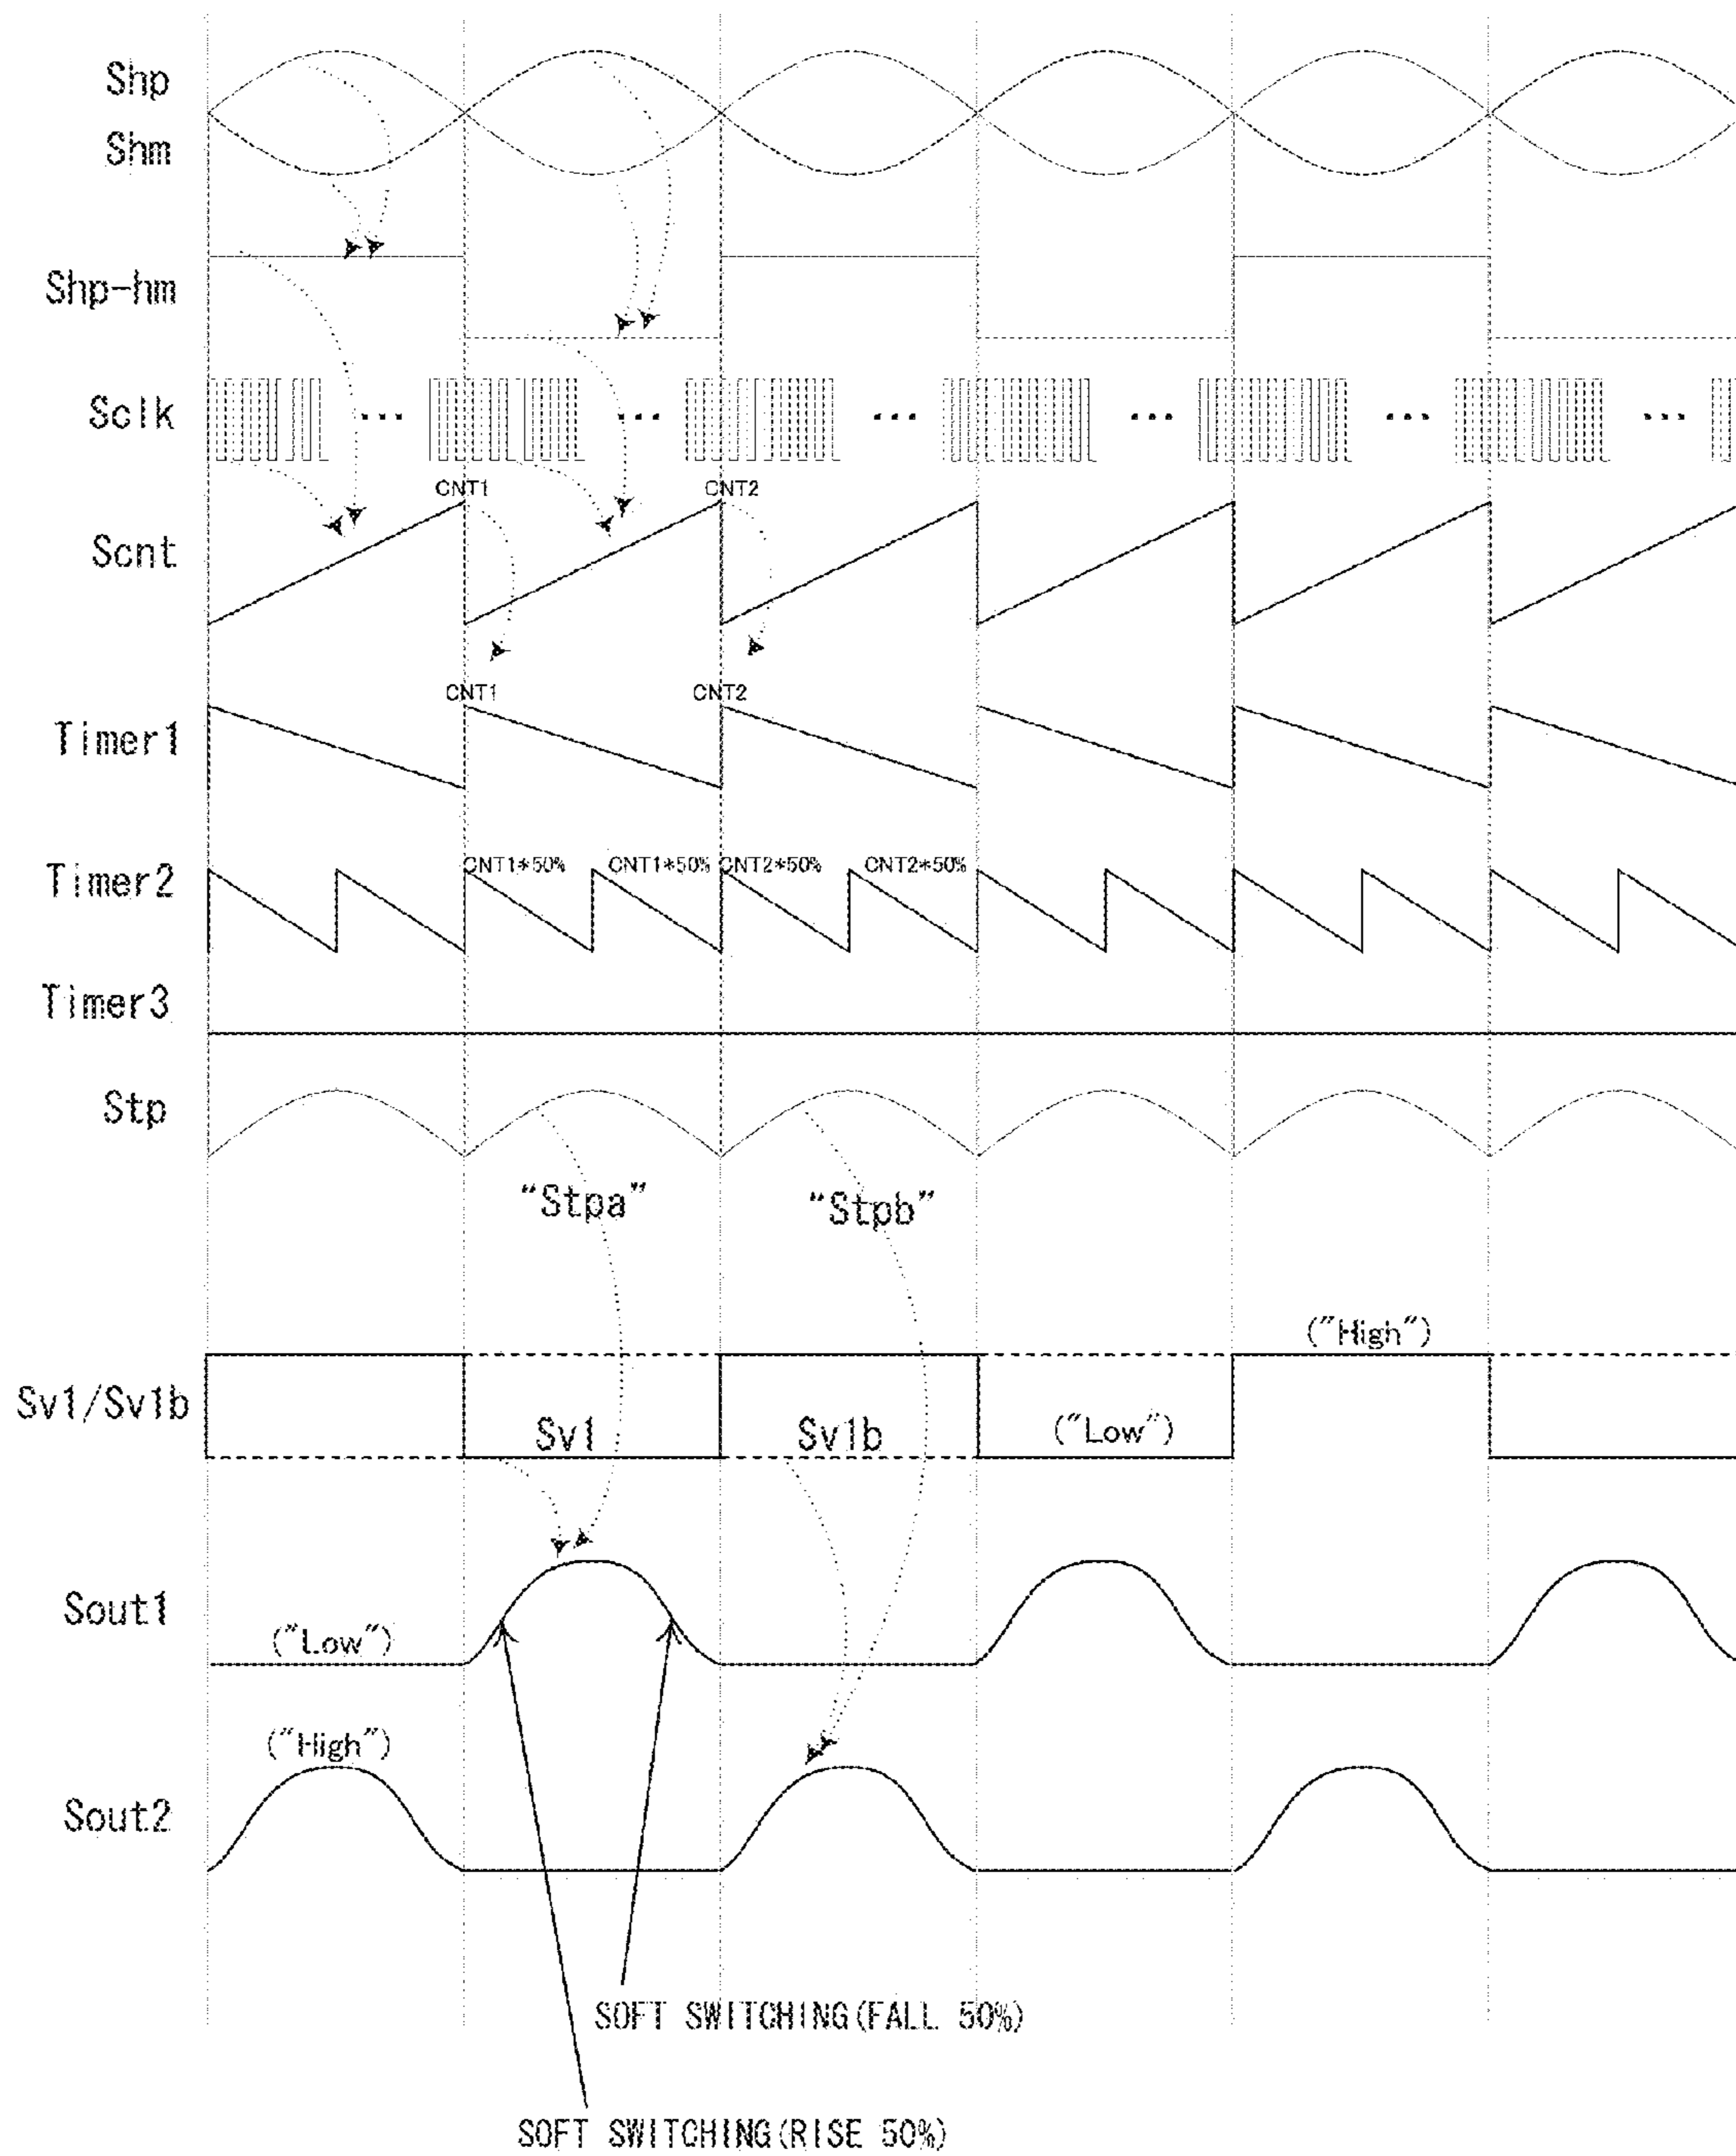 Shp
Shm
Shp-hm
Sclk
... ... ... ... ... ...
CNT1 CNT2
Scnt
CNT1 CNT2
Timer1
CNT1*50% CNT1*50% CNT2*50% CNT2*50%
Timer2
Timer3
Stp
"Stpa" "Stpb"
("High")
Sv1/Sv1b
Sv1 Sv1b ("Low")
Sout1
("Low")
("High")
Sout2
SOFT SWITCHING(FALL 50%)
SOFT SWITCHING(RISE 50%)